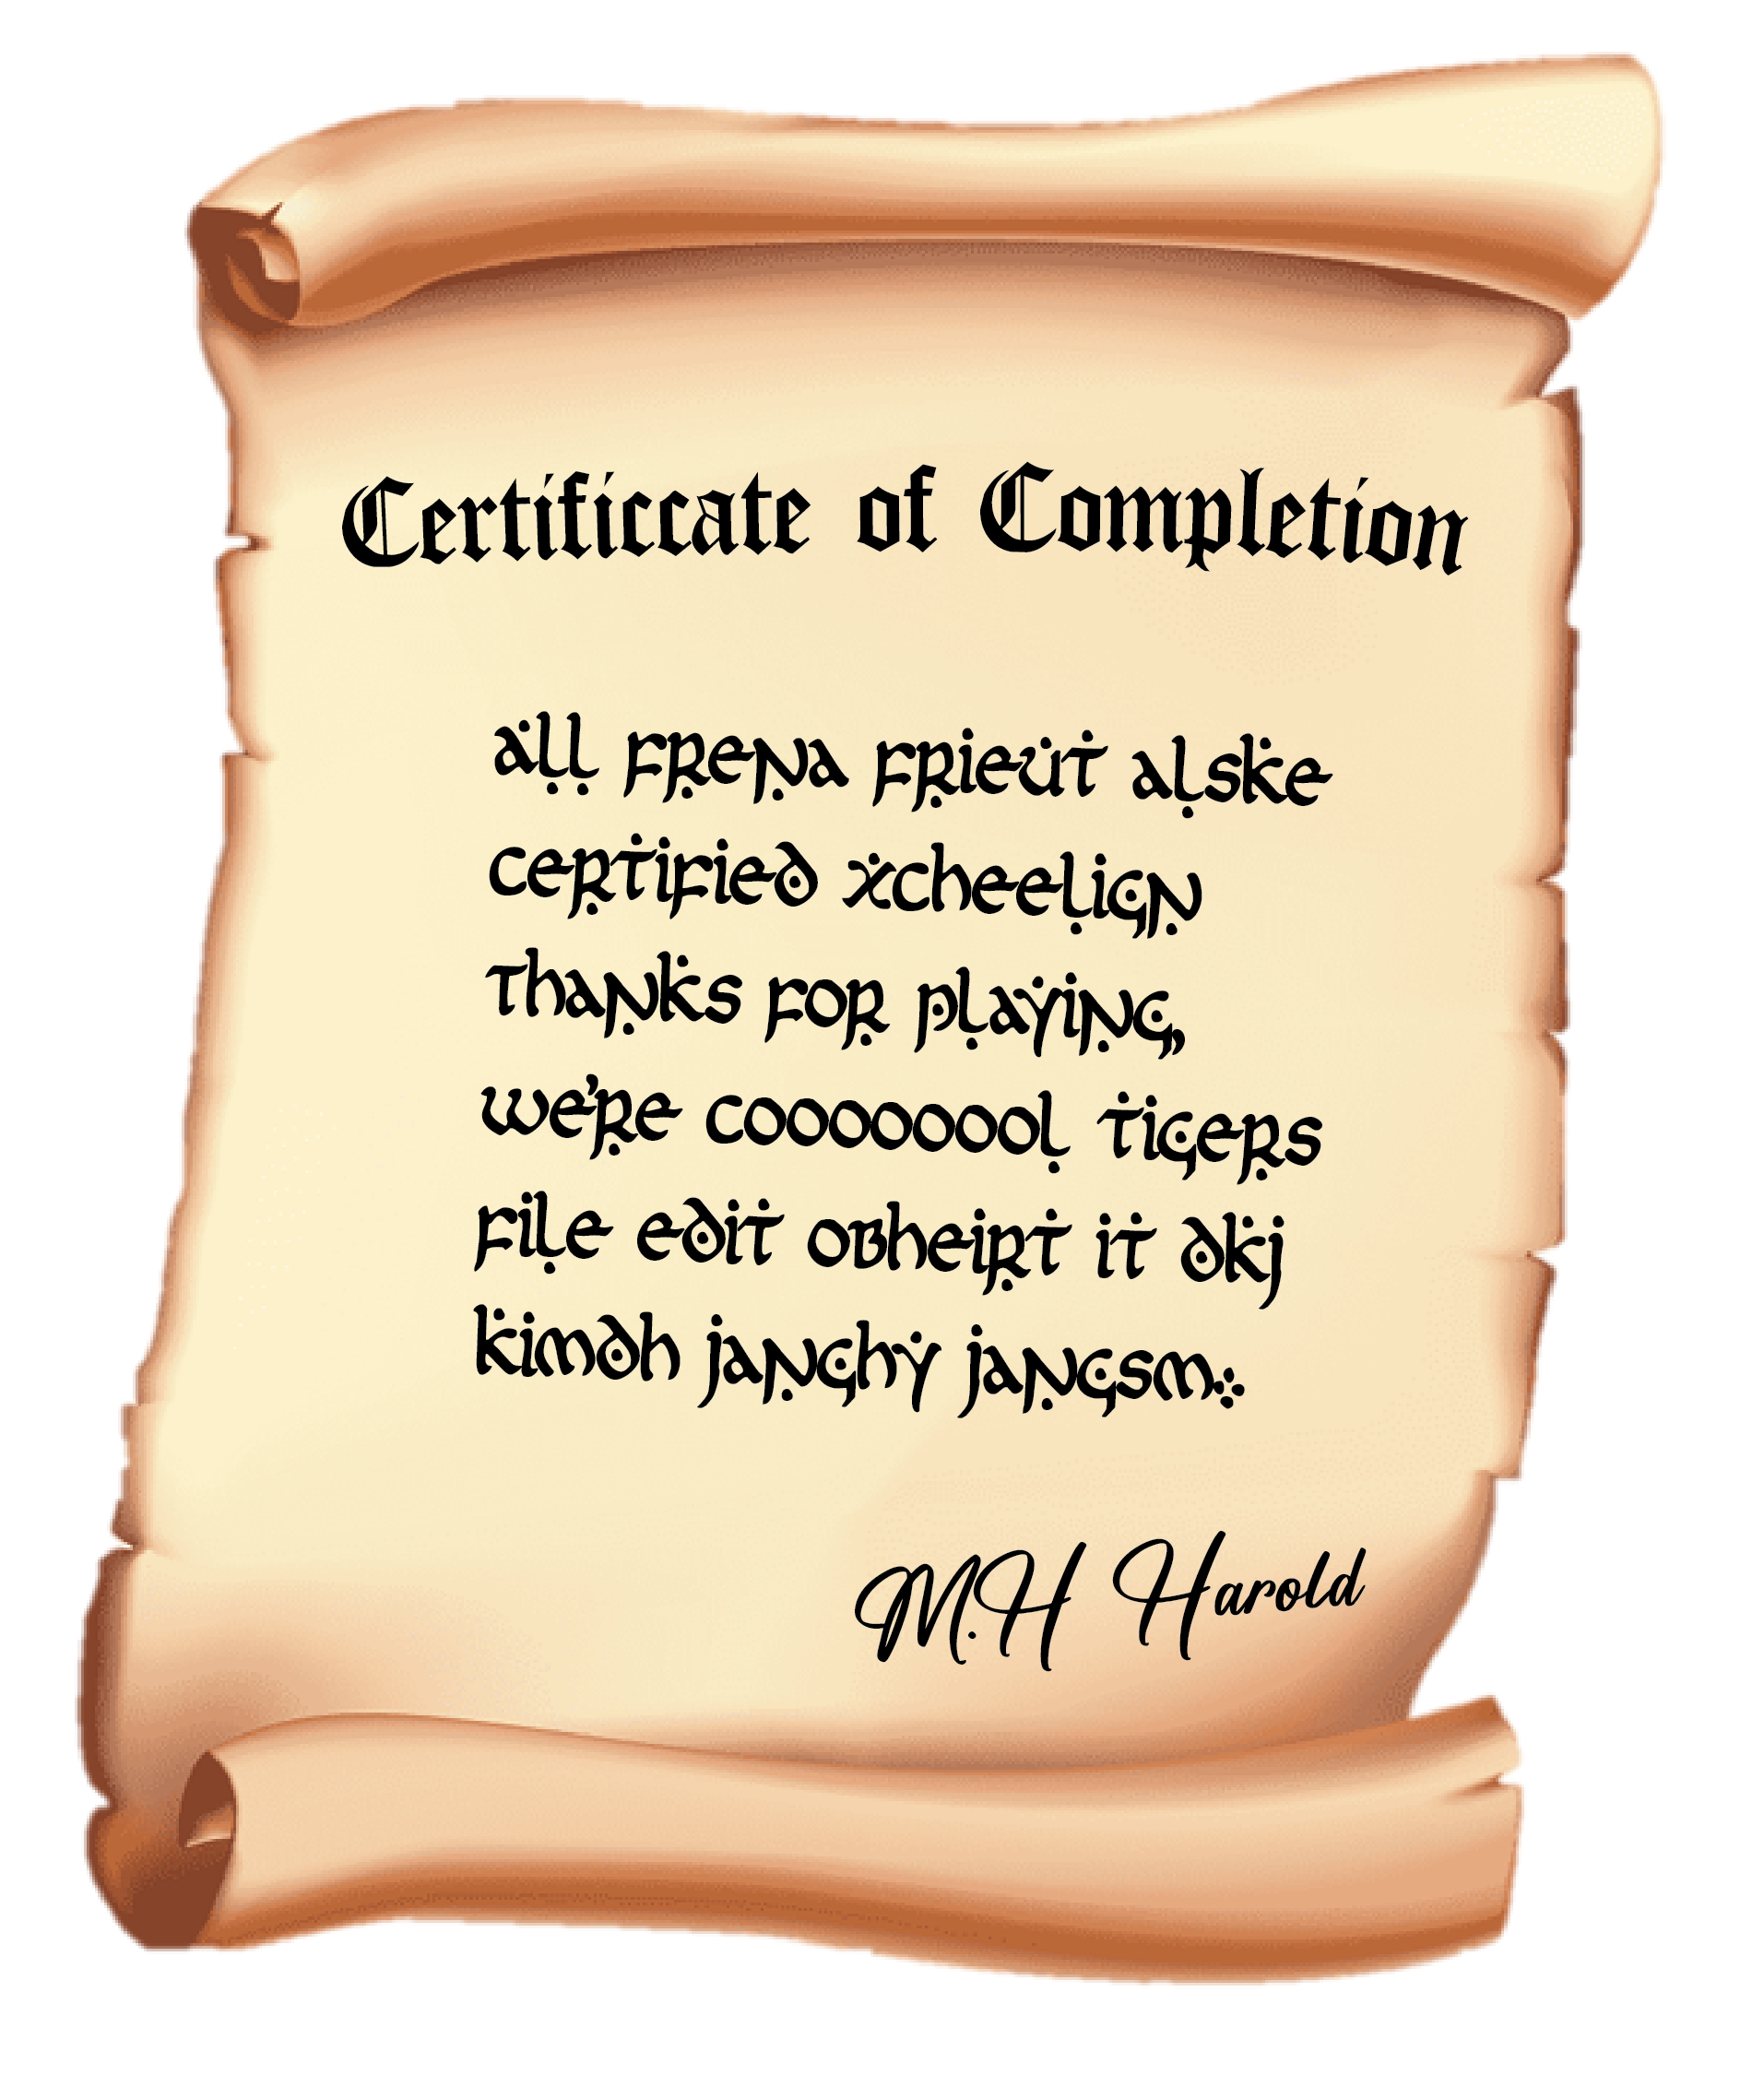 Certificcate of Completion
all frena frieut alske
certified xcheelign
thanks for playing,
we're coooooool tigers
file edit obheirt it dkj
kimdh janghy jangsm.
M.H Harold